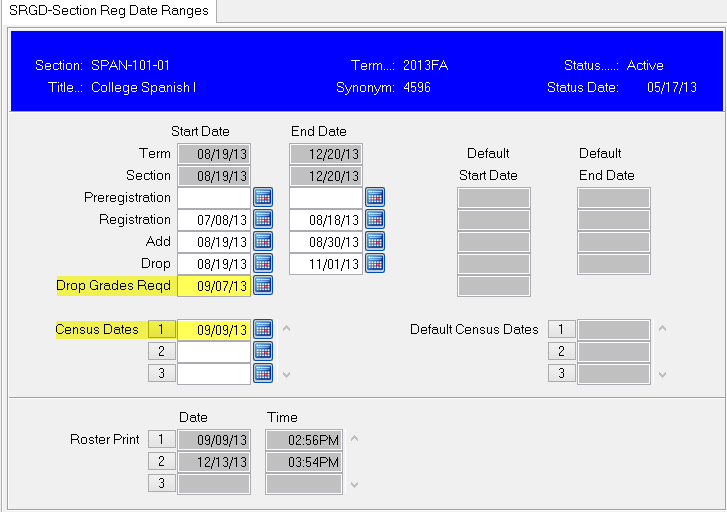 SRGD-Section Reg Date Ranges
Section: SPAN-101-01 Term...: 2013FA Status.....: Active
Title..: College Spanish I Synonym: 4596 Status Date: 05/17/13
Start Date End Date
Term 08/19/13 12/20/13 Default Default
Section 08/19/13 12/20/13 Start Date End Date
Preregistration
Registration 07/08/13 08/18/13
Add 08/19/13 08/30/13
Drop 08/19/13 11/01/13
Drop Grades Reqd 09/07/13
Census Dates 1 09/09/13 Default Census Dates 1
2 2
3 3
Date Time
Roster Print 1 09/09/13 02:56PM
2 12/13/13 03:54PM
3